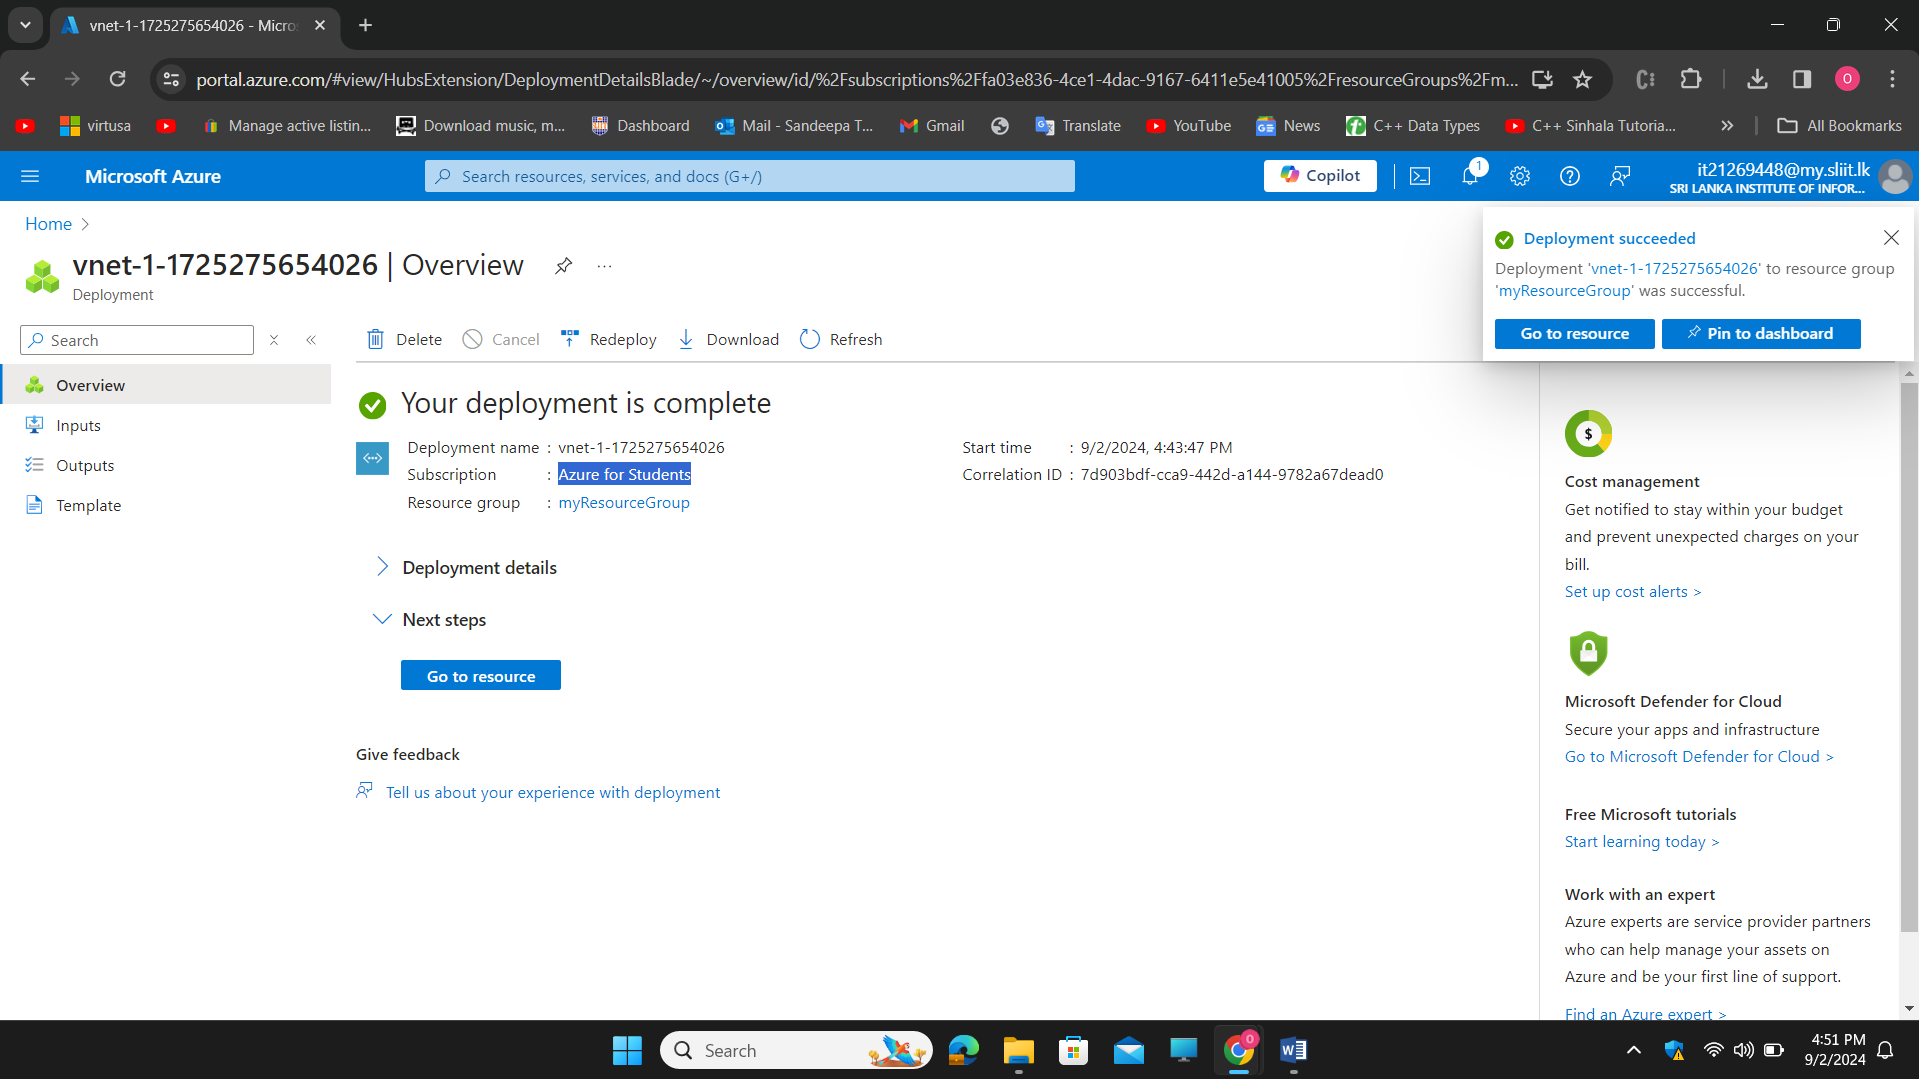 vnet-1-1725275654026 - Micro
portal.azure.com/#view/HubsExtension/DeploymentDetailsBlade/~/overview/id/%2Fsubscriptions%2Ffa03e836-4ce1-4dac-9167-6411e5e41005%2FresourceGroups%2Fm...
O
virtusa
Manage active listin...
Download music, m...
Dashboard
Mail - Sandeepa T...
Gmail
Translate
YouTube
News
C++ Data Types
C++ Sinhala Tutoria...
All Bookmarks
Microsoft Azure
Search resources, services, and docs (G+/)
Copilot
1
it21269448@my.sliit.lk
SRI LANKA INSTITUTE OF INFOR...
Home >
vnet-1-1725275654026 | Overview
Deployment
Deployment succeeded
Deployment 'vnet-1-1725275654026' to resource group
'myResourceGroup' was successful.
Go to resource
Pin to dashboard
Search
Overview
Inputs
Outputs
Template
Delete
Cancel
Redeploy
Download
Refresh
Your deployment is complete
Deployment name : vnet-1-1725275654026
Subscription : Azure for Students
Resource group : myResourceGroup
Start time : 9/2/2024, 4:43:47 PM
Correlation ID : 7d903bdf-cca9-442d-a144-9782a67dead0
Deployment details
Next steps
Go to resource
Give feedback
Tell us about your experience with deployment
$
Cost management
Get notified to stay within your budget
and prevent unexpected charges on your
bill.
Set up cost alerts >
Microsoft Defender for Cloud
Secure your apps and infrastructure
Go to Microsoft Defender for Cloud >
Free Microsoft tutorials
Start learning today >
Work with an expert
Azure experts are service provider partners
who can help manage your assets on
Azure and be your first line of support.
Find an Azure expert >
Search
4:51 PM
9/2/2024